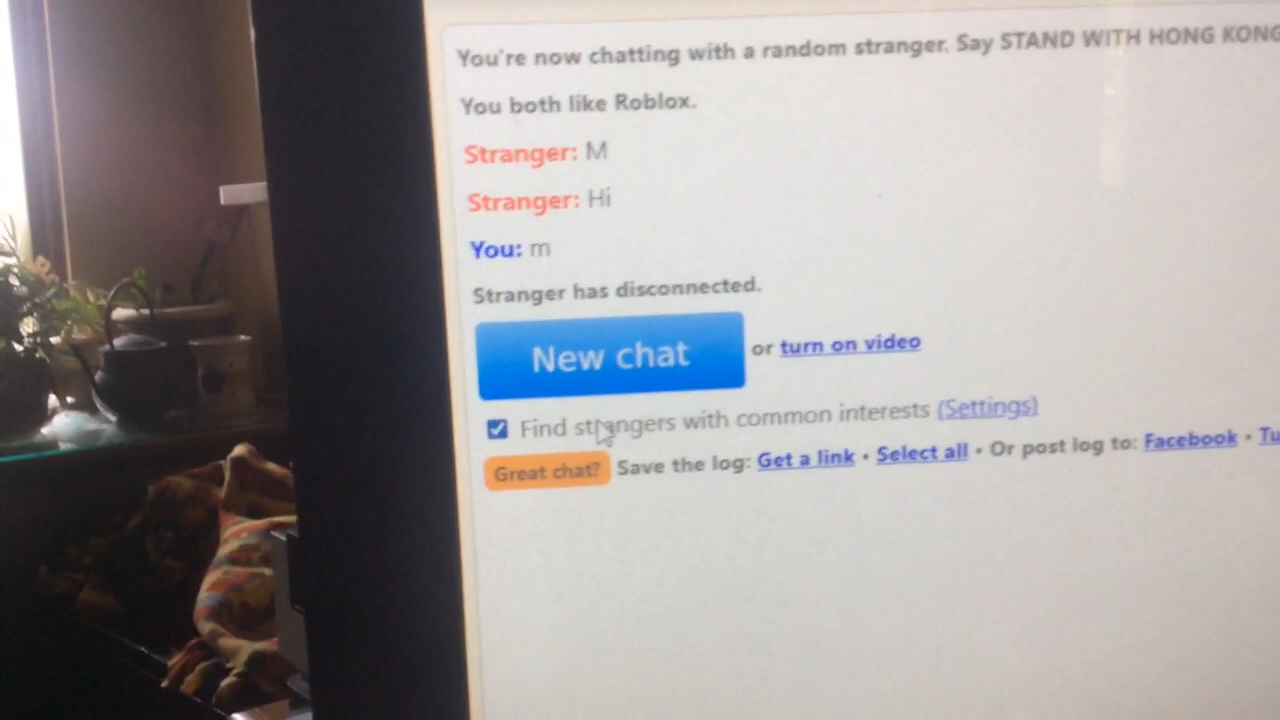 You're now chatting with a random stranger. Say STAND WITH HONG KONG
You both like Roblox.
Stranger: M
Stranger: Hi
You: m
Stranger has disconnected.
New chat or turn on video
Find strangers with common interests (Settings)
Great chat? Save the log: Get a link • Select all • Or post log to: Facebook • Tu